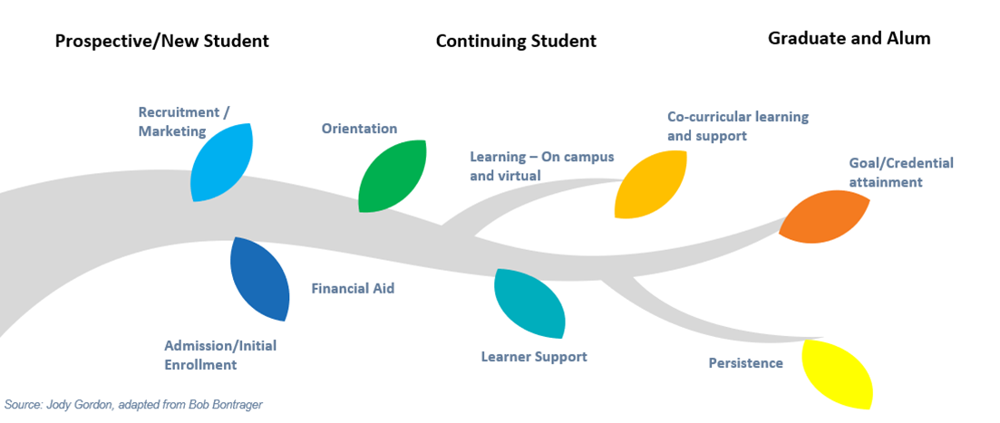 Prospective/New Student
Continuing Student
Graduate and Alum
Recruitment /
Marketing
Orientation
Learning – On campus
and virtual
Co-curricular learning
and support
Goal/Credential
attainment
Financial Aid
Admission/Initial
Enrollment
Learner Support
Persistence
Source: Jody Gordon, adapted from Bob Bontrager